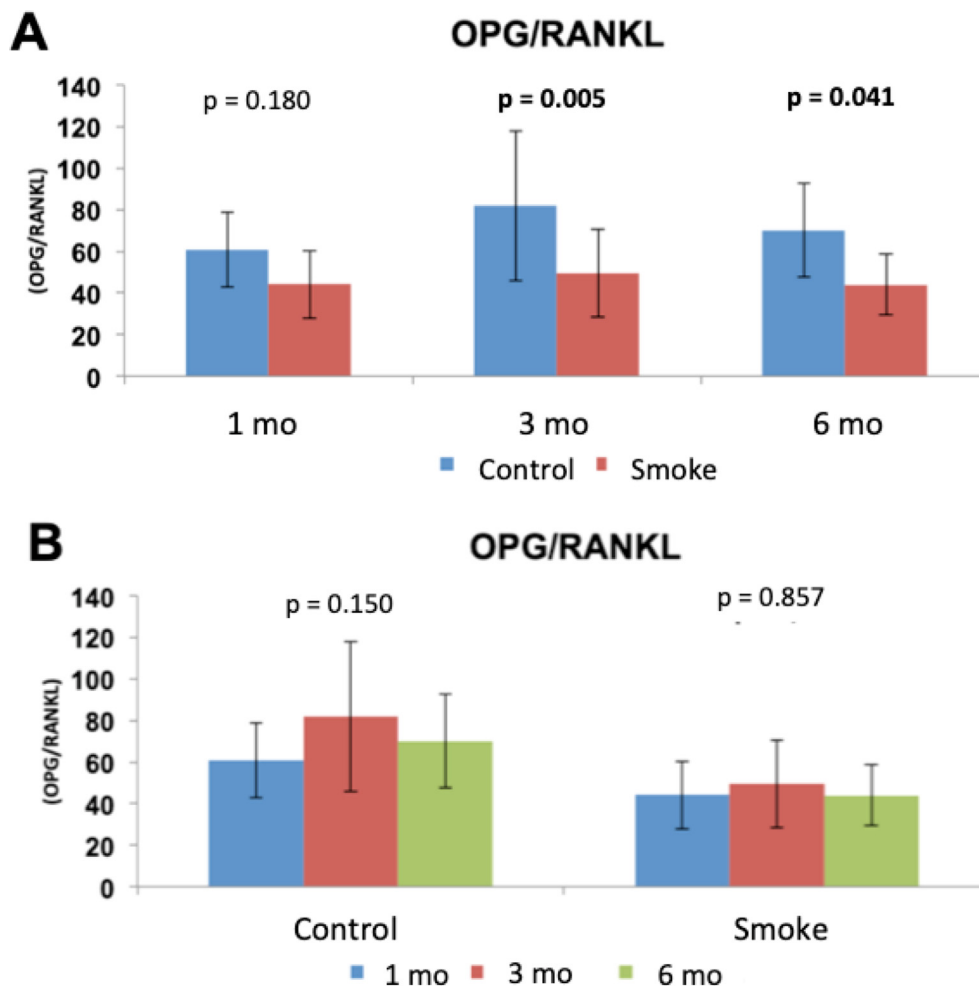 A
OPG/RANKL
(OPG/RANKL)
140
120
100
80
60
40
20
0
p = 0.180
p = 0.005
p = 0.041
1 mo
3 mo
6 mo
Control
Smoke
B
OPG/RANKL
(OPG/RANKL)
140
120
100
80
60
40
20
0
p = 0.150
p = 0.857
Control
Smoke
1 mo
3 mo
6 mo